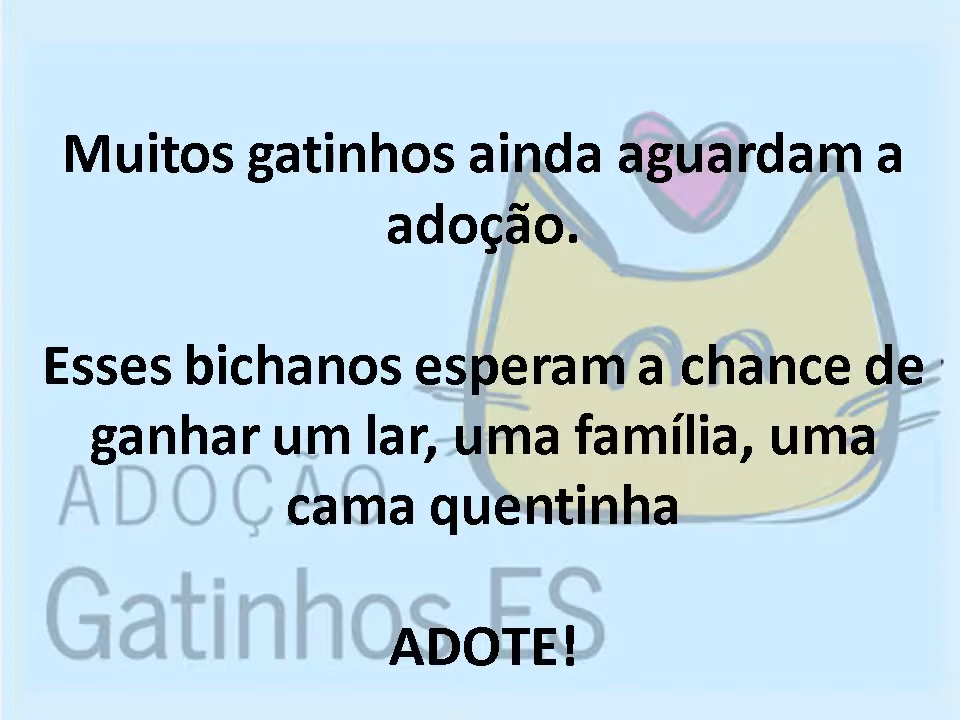 Muitos gatinhos ainda aguardam a
adoção.
Esses bichanos esperam a chance de
ganhar um lar, uma família, uma
cama quentinha
ADOÇÃO
Gatinhos ES
ADOTE!